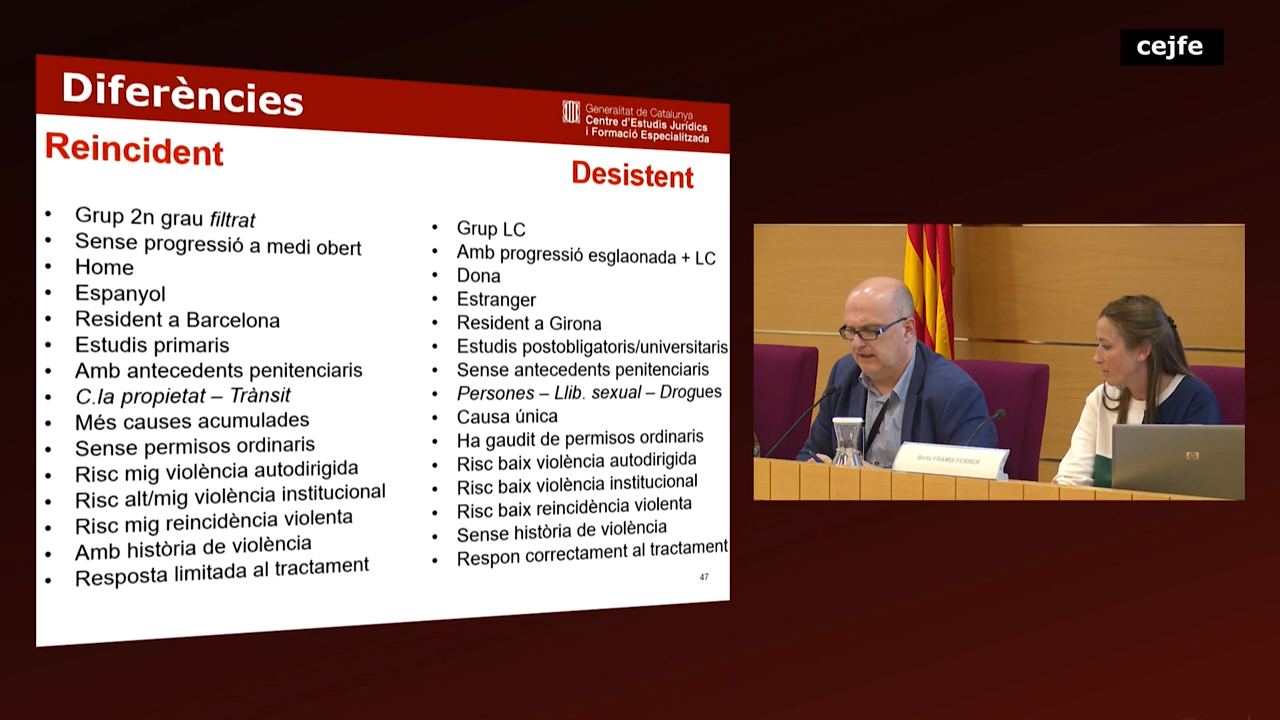 cejfe
Diferències
Generalitat de Catalunya
Centre d'Estudis Jurídics
i Formació Especialitzada
Reincident
• Grup 2n grau filtrat
• Sense progressió a medi obert
• Home
• Espanyol
• Resident a Barcelona
• Estudis primaris
• Amb antecedents penitenciaris
• C.la propietat – Trànsit
• Més causes acumulades
• Sense permisos ordinaris
• Risc mig violència autodirigida
• Risc alt/mig violència institucional
• Risc mig reincidència violenta
• Amb història de violència
• Resposta limitada al tractament
Desistent
• Grup LC
• Amb progressió esglaonada + LC
• Dona
• Estranger
• Resident a Girona
• Estudis postobligatoris/universitaris
• Sense antecedents penitenciaris
• Persones – Llib. sexual – Drogues
• Causa única
• Ha gaudit de permisos ordinaris
• Risc baix violència autodirigida
• Risc baix violència institucional
• Risc baix reincidència violenta
• Sense història de violència
• Respon correctament al tractament
47
Berta FRAMIS FERRER
hp